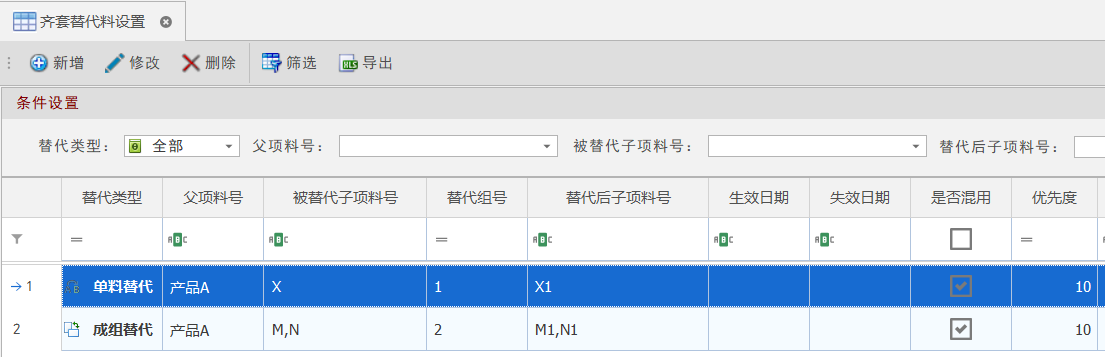 齐套替代料设置
新增 修改 删除 筛选 XLS 导出
条件设置
替代类型： 全部 父项料号： 被替代子项料号： 替代后子项料号：
替代类型 父项料号 被替代子项料号 替代组号 替代后子项料号 生效日期 失效日期 是否混用 优先度
= ABC ABC = ABC ABC ABC =
1 单料替代 产品A X 1 X1 10
2 成组替代 产品A M,N 2 M1,N1 10